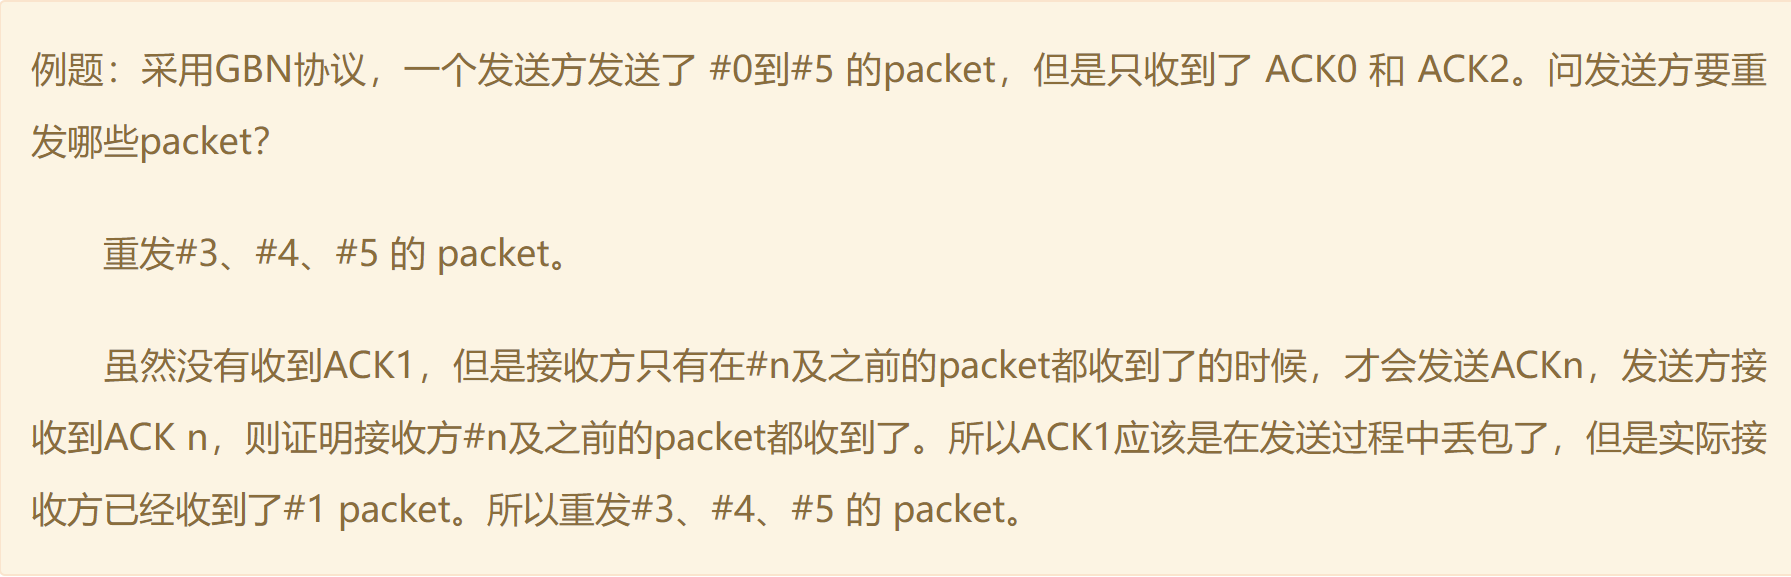 例题：采用GBN协议，一个发送方发送了 #0到#5 的packet，但是只收到了 ACK0 和 ACK2。问发送方要重
发哪些packet？
重发#3、#4、#5 的 packet。
虽然没有收到ACK1，但是接收方只有在#n及之前的packet都收到了的时候，才会发送ACKn，发送方接
收到ACK n，则证明接收方#n及之前的packet都收到了。所以ACK1应该是在发送过程中丢包了，但是实际接
收方已经收到了#1 packet。所以重发#3、#4、#5 的 packet。